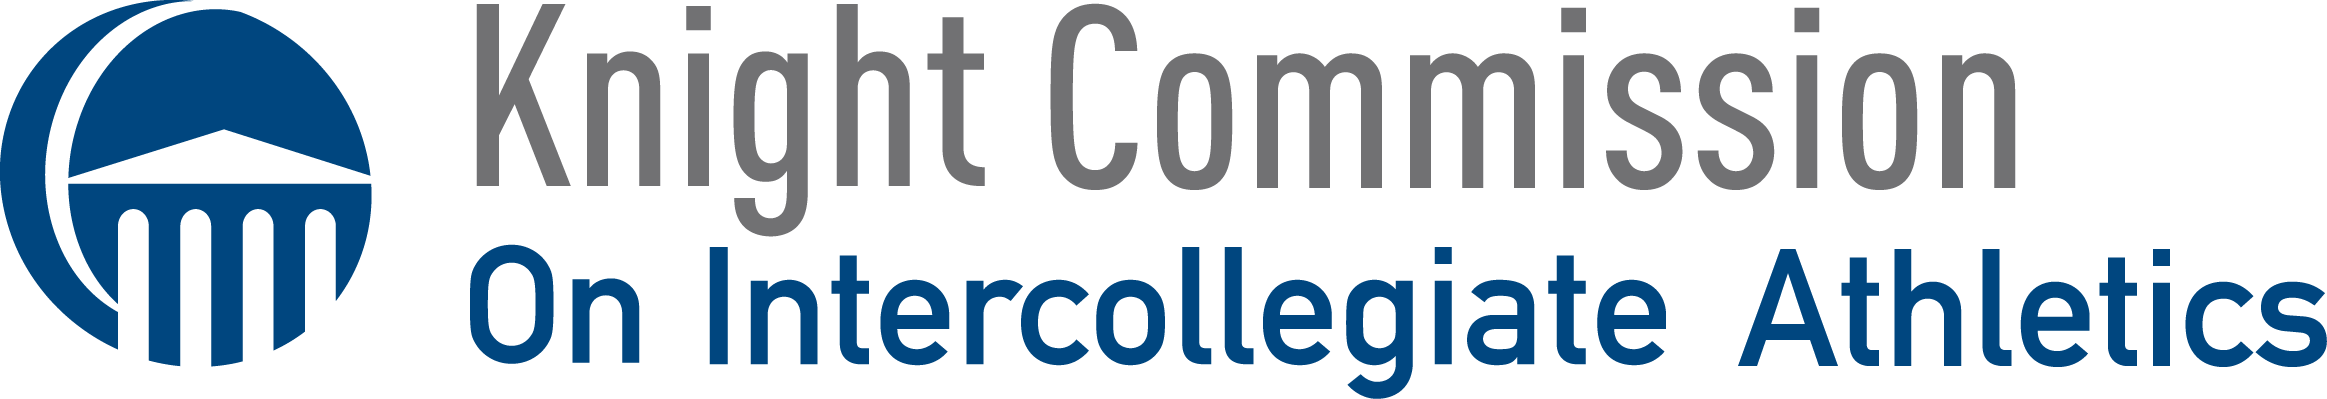 Knight Commission
On Intercollegiate Athletics